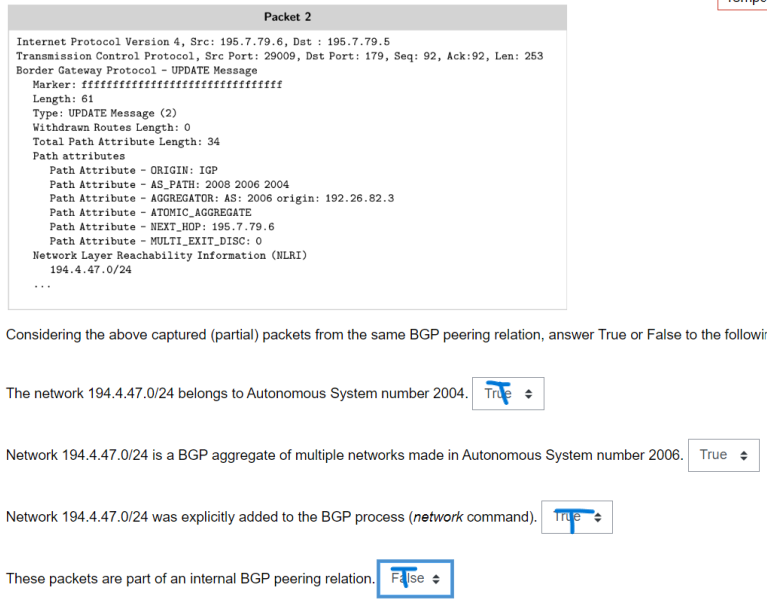 Packet 2
Internet Protocol Version 4, Src: 195.7.79.6, Dst : 195.7.79.5
Transmission Control Protocol, Src Port: 29009, Dst Port: 179, Seq: 92, Ack:92, Len: 253
Border Gateway Protocol - UPDATE Message
Marker: ffffffffffffffffffffffffffffffff
Length: 61
Type: UPDATE Message (2)
Withdrawn Routes Length: 0
Total Path Attribute Length: 34
Path attributes
Path Attribute - ORIGIN: IGP
Path Attribute - AS_PATH: 2008 2006 2004
Path Attribute - AGGREGATOR: AS: 2006 origin: 192.26.82.3
Path Attribute - ATOMIC_AGGREGATE
Path Attribute - NEXT_HOP: 195.7.79.6
Path Attribute - MULTI_EXIT_DISC: 0
Network Layer Reachability Information (NLRI)
194.4.47.0/24
...
Considering the above captured (partial) packets from the same BGP peering relation, answer True or False to the
The network 194.4.47.0/24 belongs to Autonomous System number 2004. True T
Network 194.4.47.0/24 is a BGP aggregate of multiple networks made in Autonomous System number 2006. True
Network 194.4.47.0/24 was explicitly added to the BGP process (network command). True T
These packets are part of an internal BGP peering relation. False T